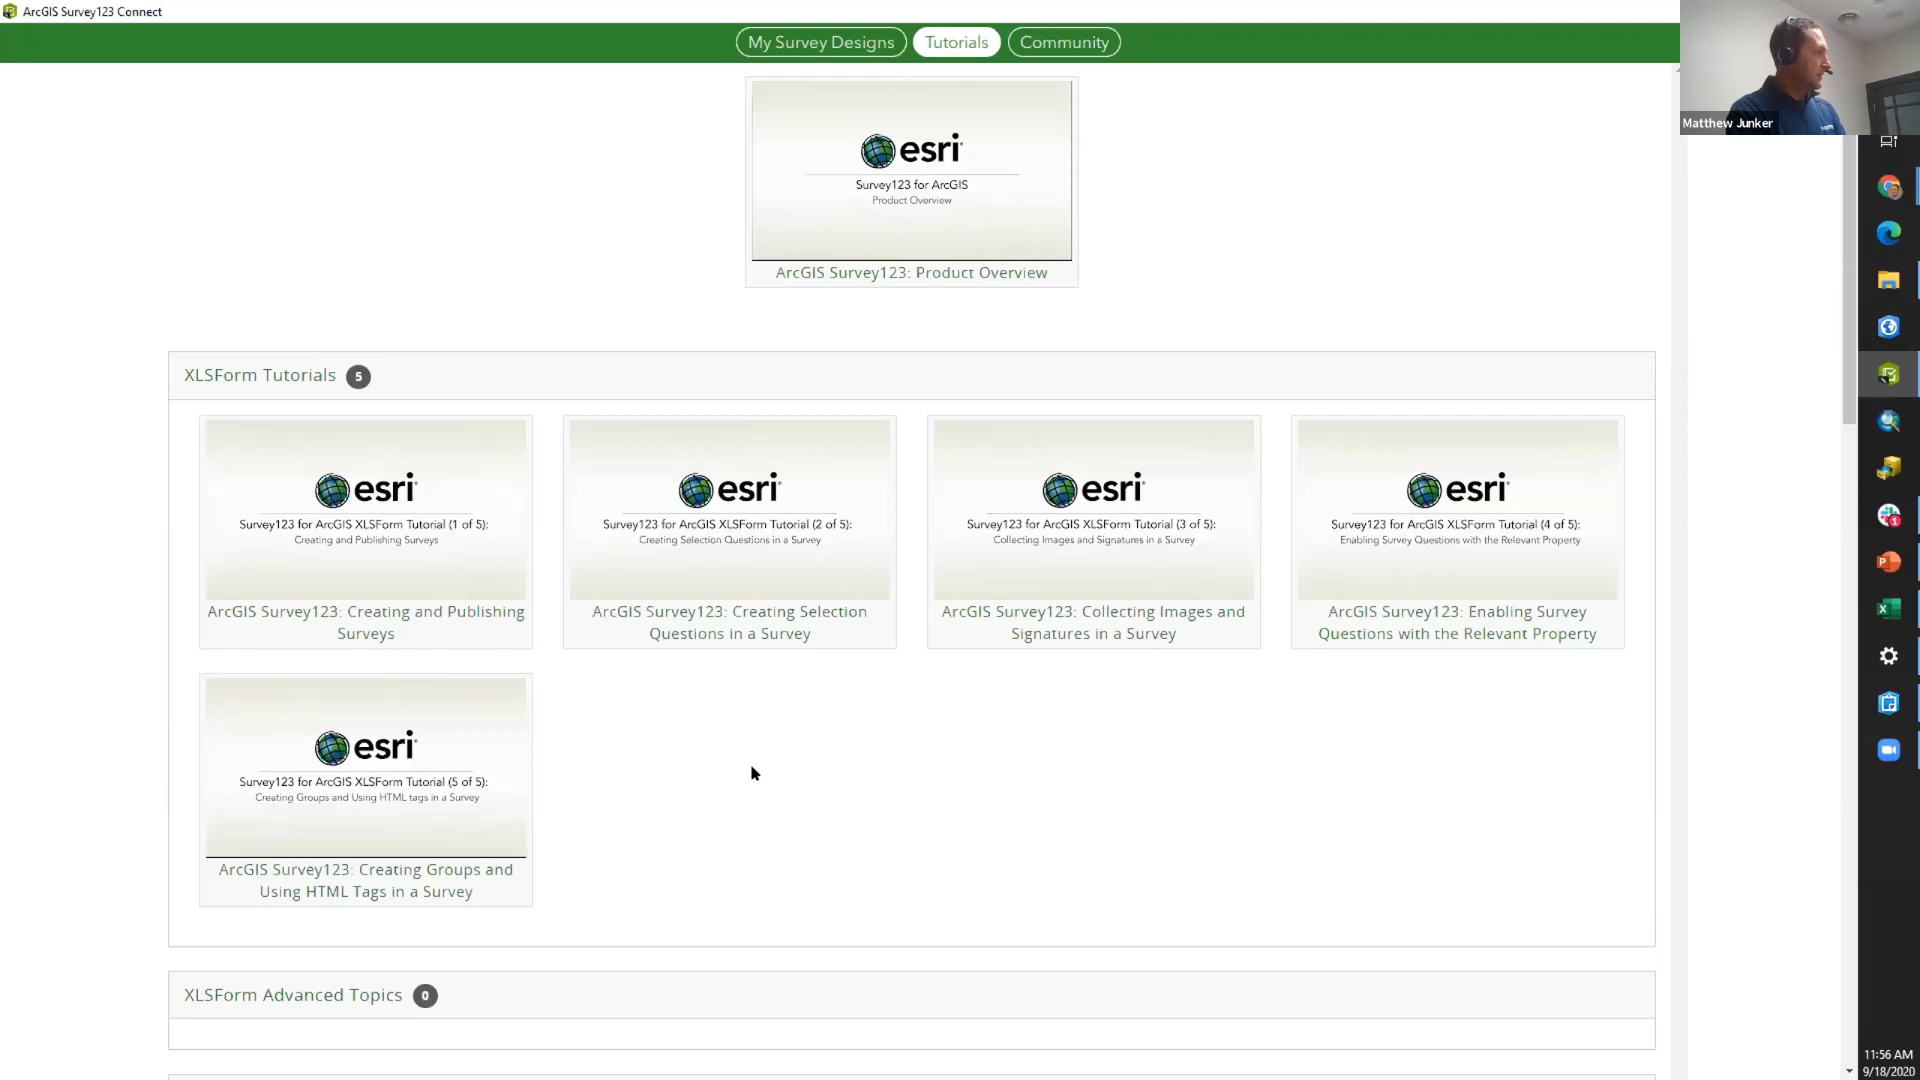 ArcGIS Survey123 Connect
My Survey Designs
Tutorials
Community
Matthew Junker
esri
Survey123 for ArcGIS
Product Overview
ArcGIS Survey123: Product Overview
XLSForm Tutorials 5
esri
Survey123 for ArcGIS XLSForm Tutorial (1 of 5):
Creating and Publishing Surveys
ArcGIS Survey123: Creating and Publishing
Surveys
esri
Survey123 for ArcGIS XLSForm Tutorial (2 of 5):
Creating Selection Questions in a Survey
ArcGIS Survey123: Creating Selection
Questions in a Survey
esri
Survey123 for ArcGIS XLSForm Tutorial (3 of 5):
Collecting Images and Signatures in a Survey
ArcGIS Survey123: Collecting Images and
Signatures in a Survey
esri
Survey123 for ArcGIS XLSForm Tutorial (4 of 5):
Enabling Survey Questions with the Relevant Property
ArcGIS Survey123: Enabling Survey
Questions with the Relevant Property
esri
Survey123 for ArcGIS XLSForm Tutorial (5 of 5):
Creating Groups and Using HTML tags in a Survey
ArcGIS Survey123: Creating Groups and
Using HTML Tags in a Survey
XLSForm Advanced Topics 0
1
P
X
11:56 AM
9/18/2020